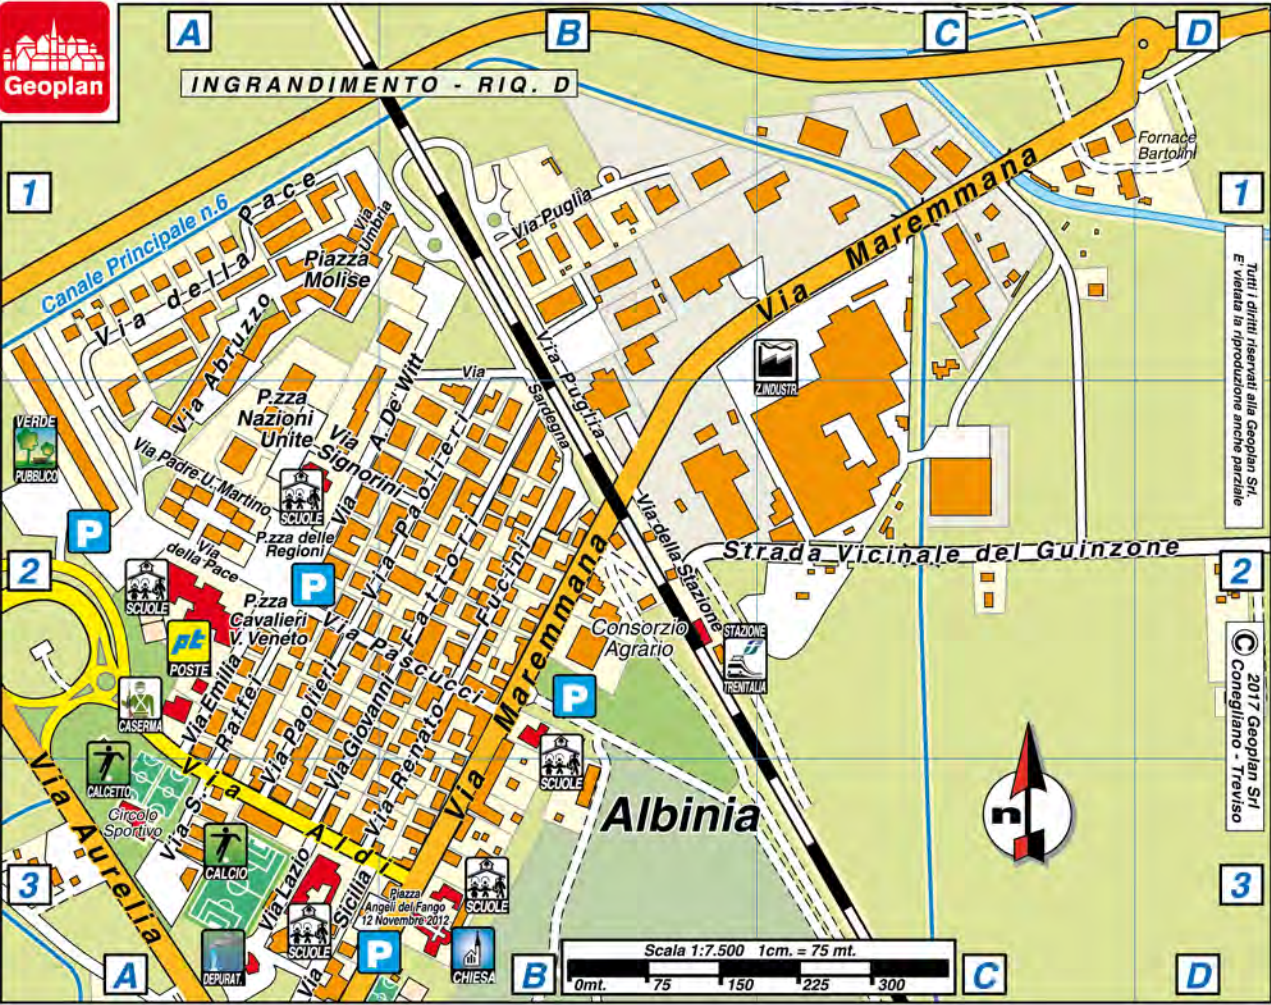 A
B
C
D
Geoplan
INGRANDIMENTO - RIQ. D
Fornace
Bartolini
1
1
Canale Principale n.6
Via della Pace
Via
Umbria
Piazza
Molise
Via Puglia
Via Maremmana
Tutti i diritti riservati alla Geoplan Srl.
E' vietata la riproduzione anche parziale
Via Abruzzo
Via Puglia
Z.INDUSTR.
Via
Sardegna
P.zza
Nazioni
Unite
Via A. De' Witt
Via
Signorini
VERDE
PUBBLICO
Via Padre U. Martino
SCUOLE
Via Paolieri
P
P.zza delle
Regioni
Via
della Pace
Via Fattori
Via della Stazione
Strada Vicinale del Guinzone
2
2
SCUOLE
P
P.zza
Cavalieri
V. Veneto
Fucini
Via Pascucci
Consorzio
Agrario
STAZIONE
TRENITALIA
pt
POSTE
CASERMA
Via Emilia
Via S. Raffei
Via Paolieri
Via Giovanni
Via Renato
Via Maremmana
P
SCUOLE
© 2017 Geoplan Srl
Conegliano - Treviso
CALCETTO
Circolo
Sportivo
Via Aldi
Albinia
n
Via Aurelia
CALCIO
3
3
Via Lazio
Via Sicilia
SCUOLE
Piazza
Angeli del Fango
12 Novembre 2012
SCUOLE
DEPURAT.
P
CHIESA
Scala 1:7.500 1cm. = 75 mt.
0mt. 75 150 225 300
A
B
C
D